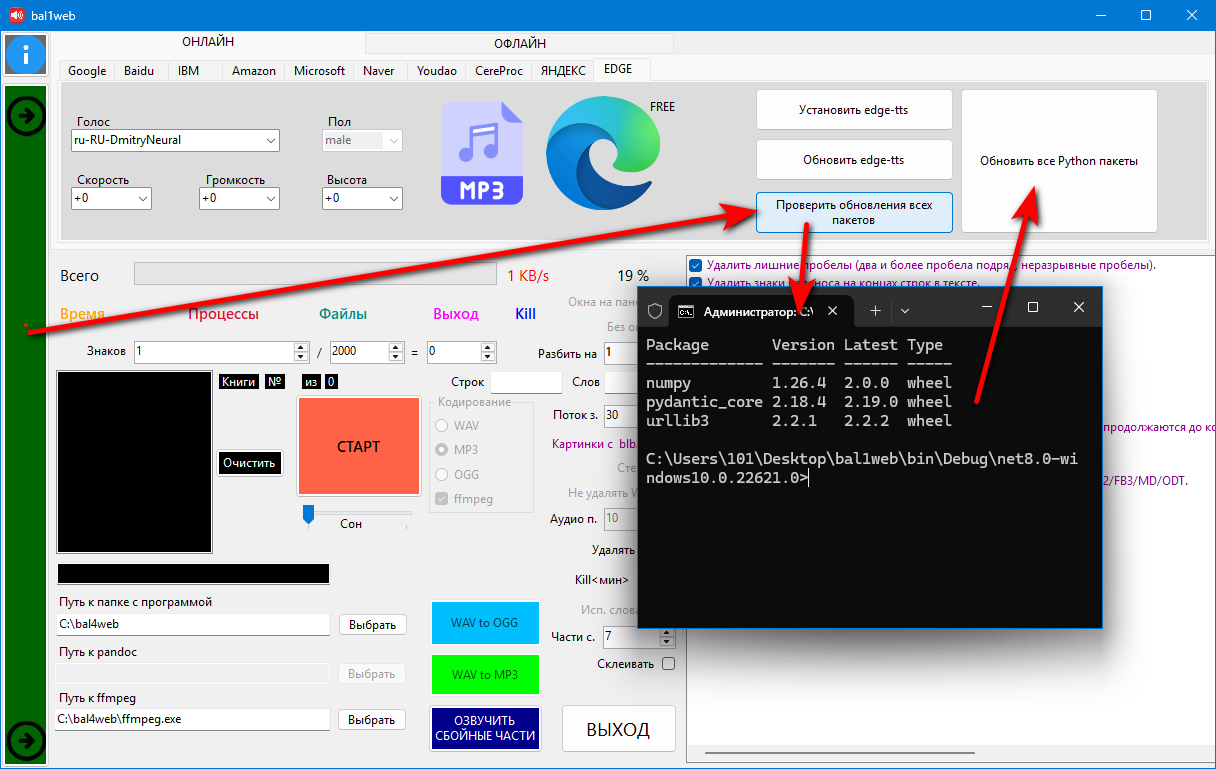 bal1web
ОНЛАЙН
ОФЛАЙН
Google
Baidu
IBM
Amazon
Microsoft
Naver
Youdao
CereProc
ЯНДЕКС
EDGE
Голос
ru-RU-DmitryNeural
Пол
male
Скорость
+0
Громкость
+0
Высота
+0
MP3
FREE
Установить edge-tts
Обновить edge-tts
Проверить обновления всех
пакетов
Обновить все Python пакеты
Всего
1 KB/s
19 %
Время
Процессы
Файлы
Выход
Kill
Окна на
Без
Знаков
1
/
2000
=
0
Разбить на
1
Книги
№
из
0
Строк
Слов
Очистить
СТАРТ
Кодирование
WAV
MP3
OGG
ffmpeg
Поток з.
30
Картинки с
Не удалять
Аудио п.
10
Сон
Удалять
Kill<мин>
Исп.
Части с.
7
Склеивать
Путь к папке с программой
C:\bal4web
Выбрать
Путь к pandoc
Выбрать
Путь к ffmpeg
C:\bal4web\ffmpeg.exe
Выбрать
WAV to OGG
WAV to MP3
ОЗВУЧИТЬ
СБОЙНЫЕ ЧАСТИ
ВЫХОД
Удалить лишние пробелы (два и более пробела подряд, неразрывные пробелы).
Удалить знаки переноса на концах строк в тексте.
продолжаются до
2/FB3/MD/ODT.
Администратор: C:\
Package Version Latest Type
-------------- ------- ------ -----
numpy 1.26.4 2.0.0 wheel
pydantic_core 2.18.4 2.19.0 wheel
urllib3 2.2.1 2.2.2 wheel
C:\Users\101\Desktop\bal1web\bin\Debug\net8.0-wi
ndows10.0.22621.0>